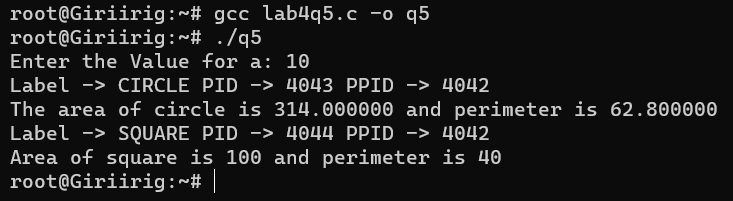 root@Giriirig:~# gcc lab4q5.c -o q5
root@Giriirig:~# ./q5
Enter the Value for a: 10
Label -> CIRCLE PID -> 4043 PPID -> 4042
The area of circle is 314.000000 and perimeter is 62.800000
Label -> SQUARE PID -> 4044 PPID -> 4042
Area of square is 100 and perimeter is 40
root@Giriirig:~#